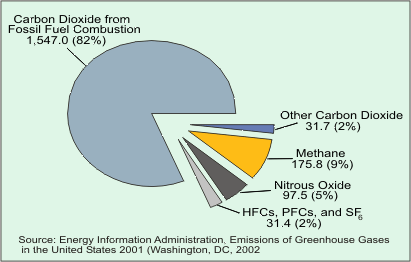 Carbon Dioxide from
Fossil Fuel Combustion
1,547.0 (82%)
Other Carbon Dioxide
31.7 (2%)
Methane
175.8 (9%)
Nitrous Oxide
97.5 (5%)
HFCs, PFCs, and SF6
31.4 (2%)
Source: Energy Information Administration, Emissions of Greenhouse Gases
in the United States 2001 (Washington, DC, 2002